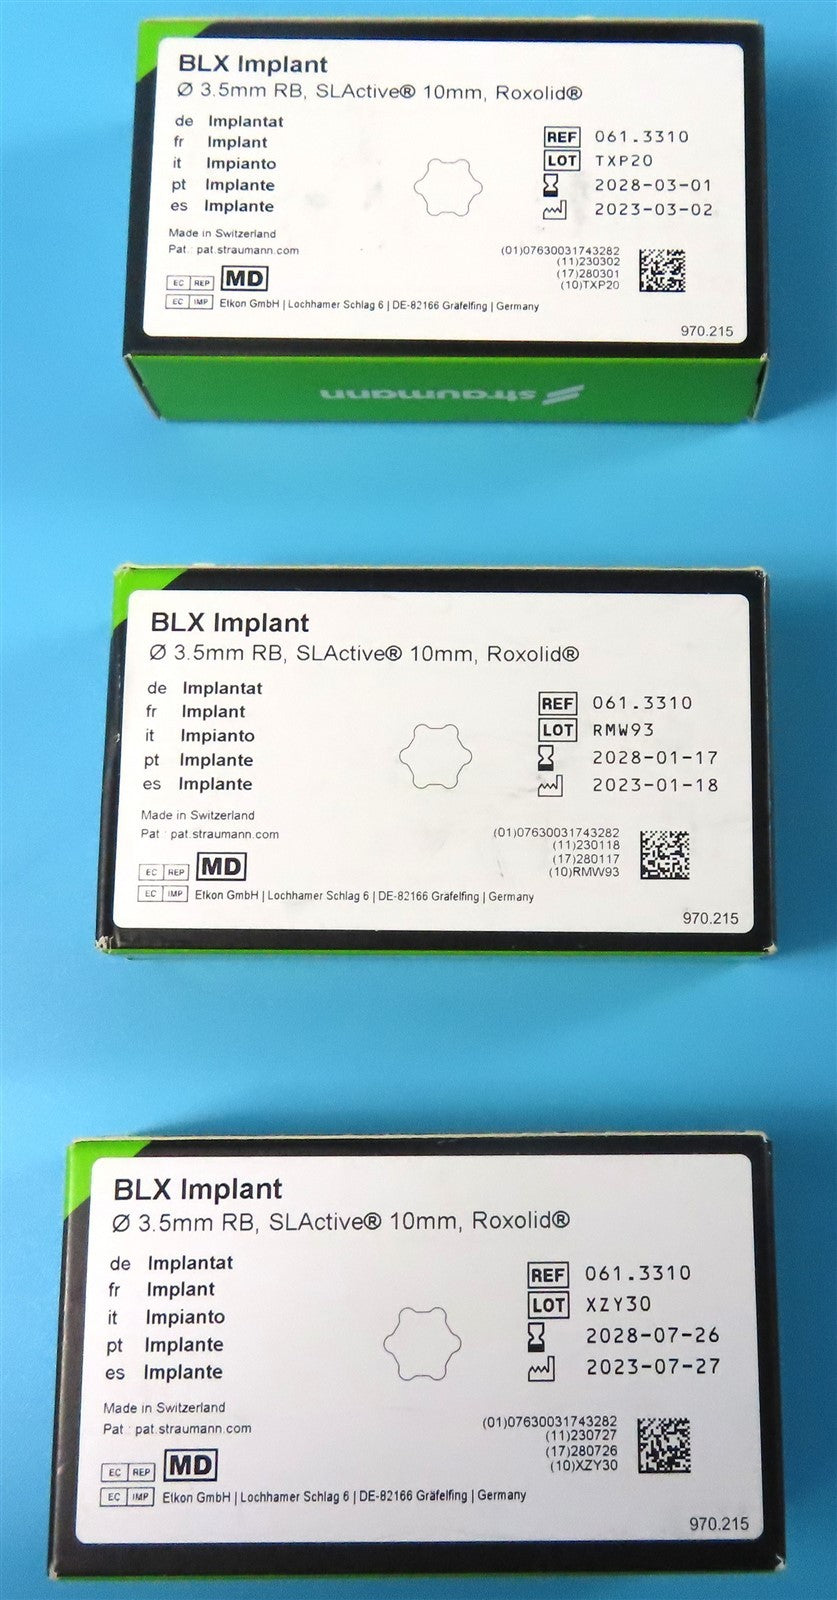 BLX Implant
Ø 3.5mm RB, SLActive® 10mm, Roxolid®
de Implantat
fr Implant
it Impianto
pt Implante
es Implante
REF 061.3310
LOT TXP20
2028-03-01
2023-03-02
Made in Switzerland
Pat.: pat.straumann.com
(01)07630031743282
(11)230302
(17)280301
(10)TXP20
EC REP MD
EC IMP Etkon GmbH | Lochhamer Schlag 6 | DE-82166 Gräfelfing | Germany
970.215
straumann
BLX Implant
Ø 3.5mm RB, SLActive® 10mm, Roxolid®
de Implantat
fr Implant
it Impianto
pt Implante
es Implante
REF 061.3310
LOT RMW93
2028-01-17
2023-01-18
Made in Switzerland
Pat.: pat.straumann.com
(01)07630031743282
(11)230118
(17)280117
(10)RMW93
EC REP MD
EC IMP Etkon GmbH | Lochhamer Schlag 6 | DE-82166 Gräfelfing | Germany
970.215
BLX Implant
Ø 3.5mm RB, SLActive® 10mm, Roxolid®
de Implantat
fr Implant
it Impianto
pt Implante
es Implante
REF 061.3310
LOT XZY30
2028-07-26
2023-07-27
Made in Switzerland
Pat.: pat.straumann.com
(01)07630031743282
(11)230727
(17)280726
(10)XZY30
EC REP MD
EC IMP Etkon GmbH | Lochhamer Schlag 6 | DE-82166 Gräfelfing | Germany
970.215